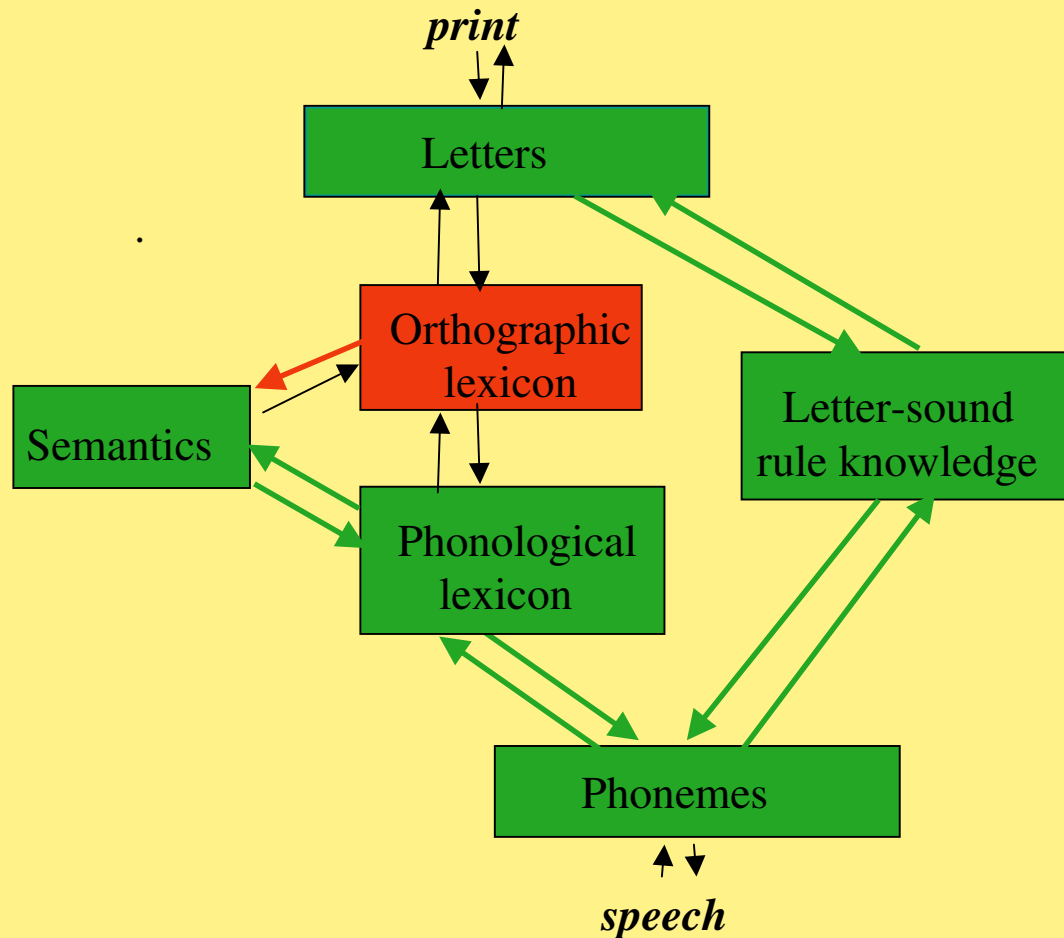 print
Letters
Orthographic
lexicon
Semantics
Letter-sound
rule knowledge
Phonological
lexicon
Phonemes
speech